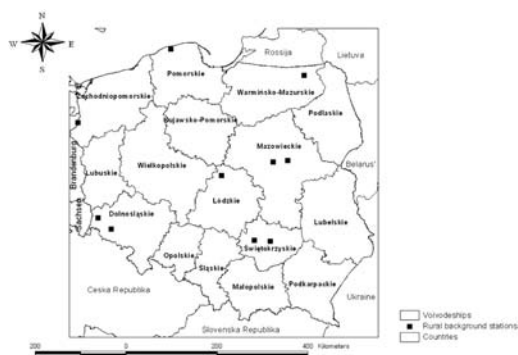 N
W E
S
Rossija
Lietuva
Pomorskie
Warmińsko-Mazurskie
Zachodniopomorskie
Podlaskie
Kujawsko-Pomorskie
Mazowieckie
Belarus'
Brandenburg
Wielkopolskie
Lubuskie
Łódzkie
Sachsen
Dolnośląskie
Lubelskie
Opolskie
Świętokrzyskie
Śląskie
Ceska Republika
Małopolskie
Podkarpackie
Ukraine
Slovenska Republika
Voivodeships
Rural background stations
Countries
200 0 200 400 Kilometers